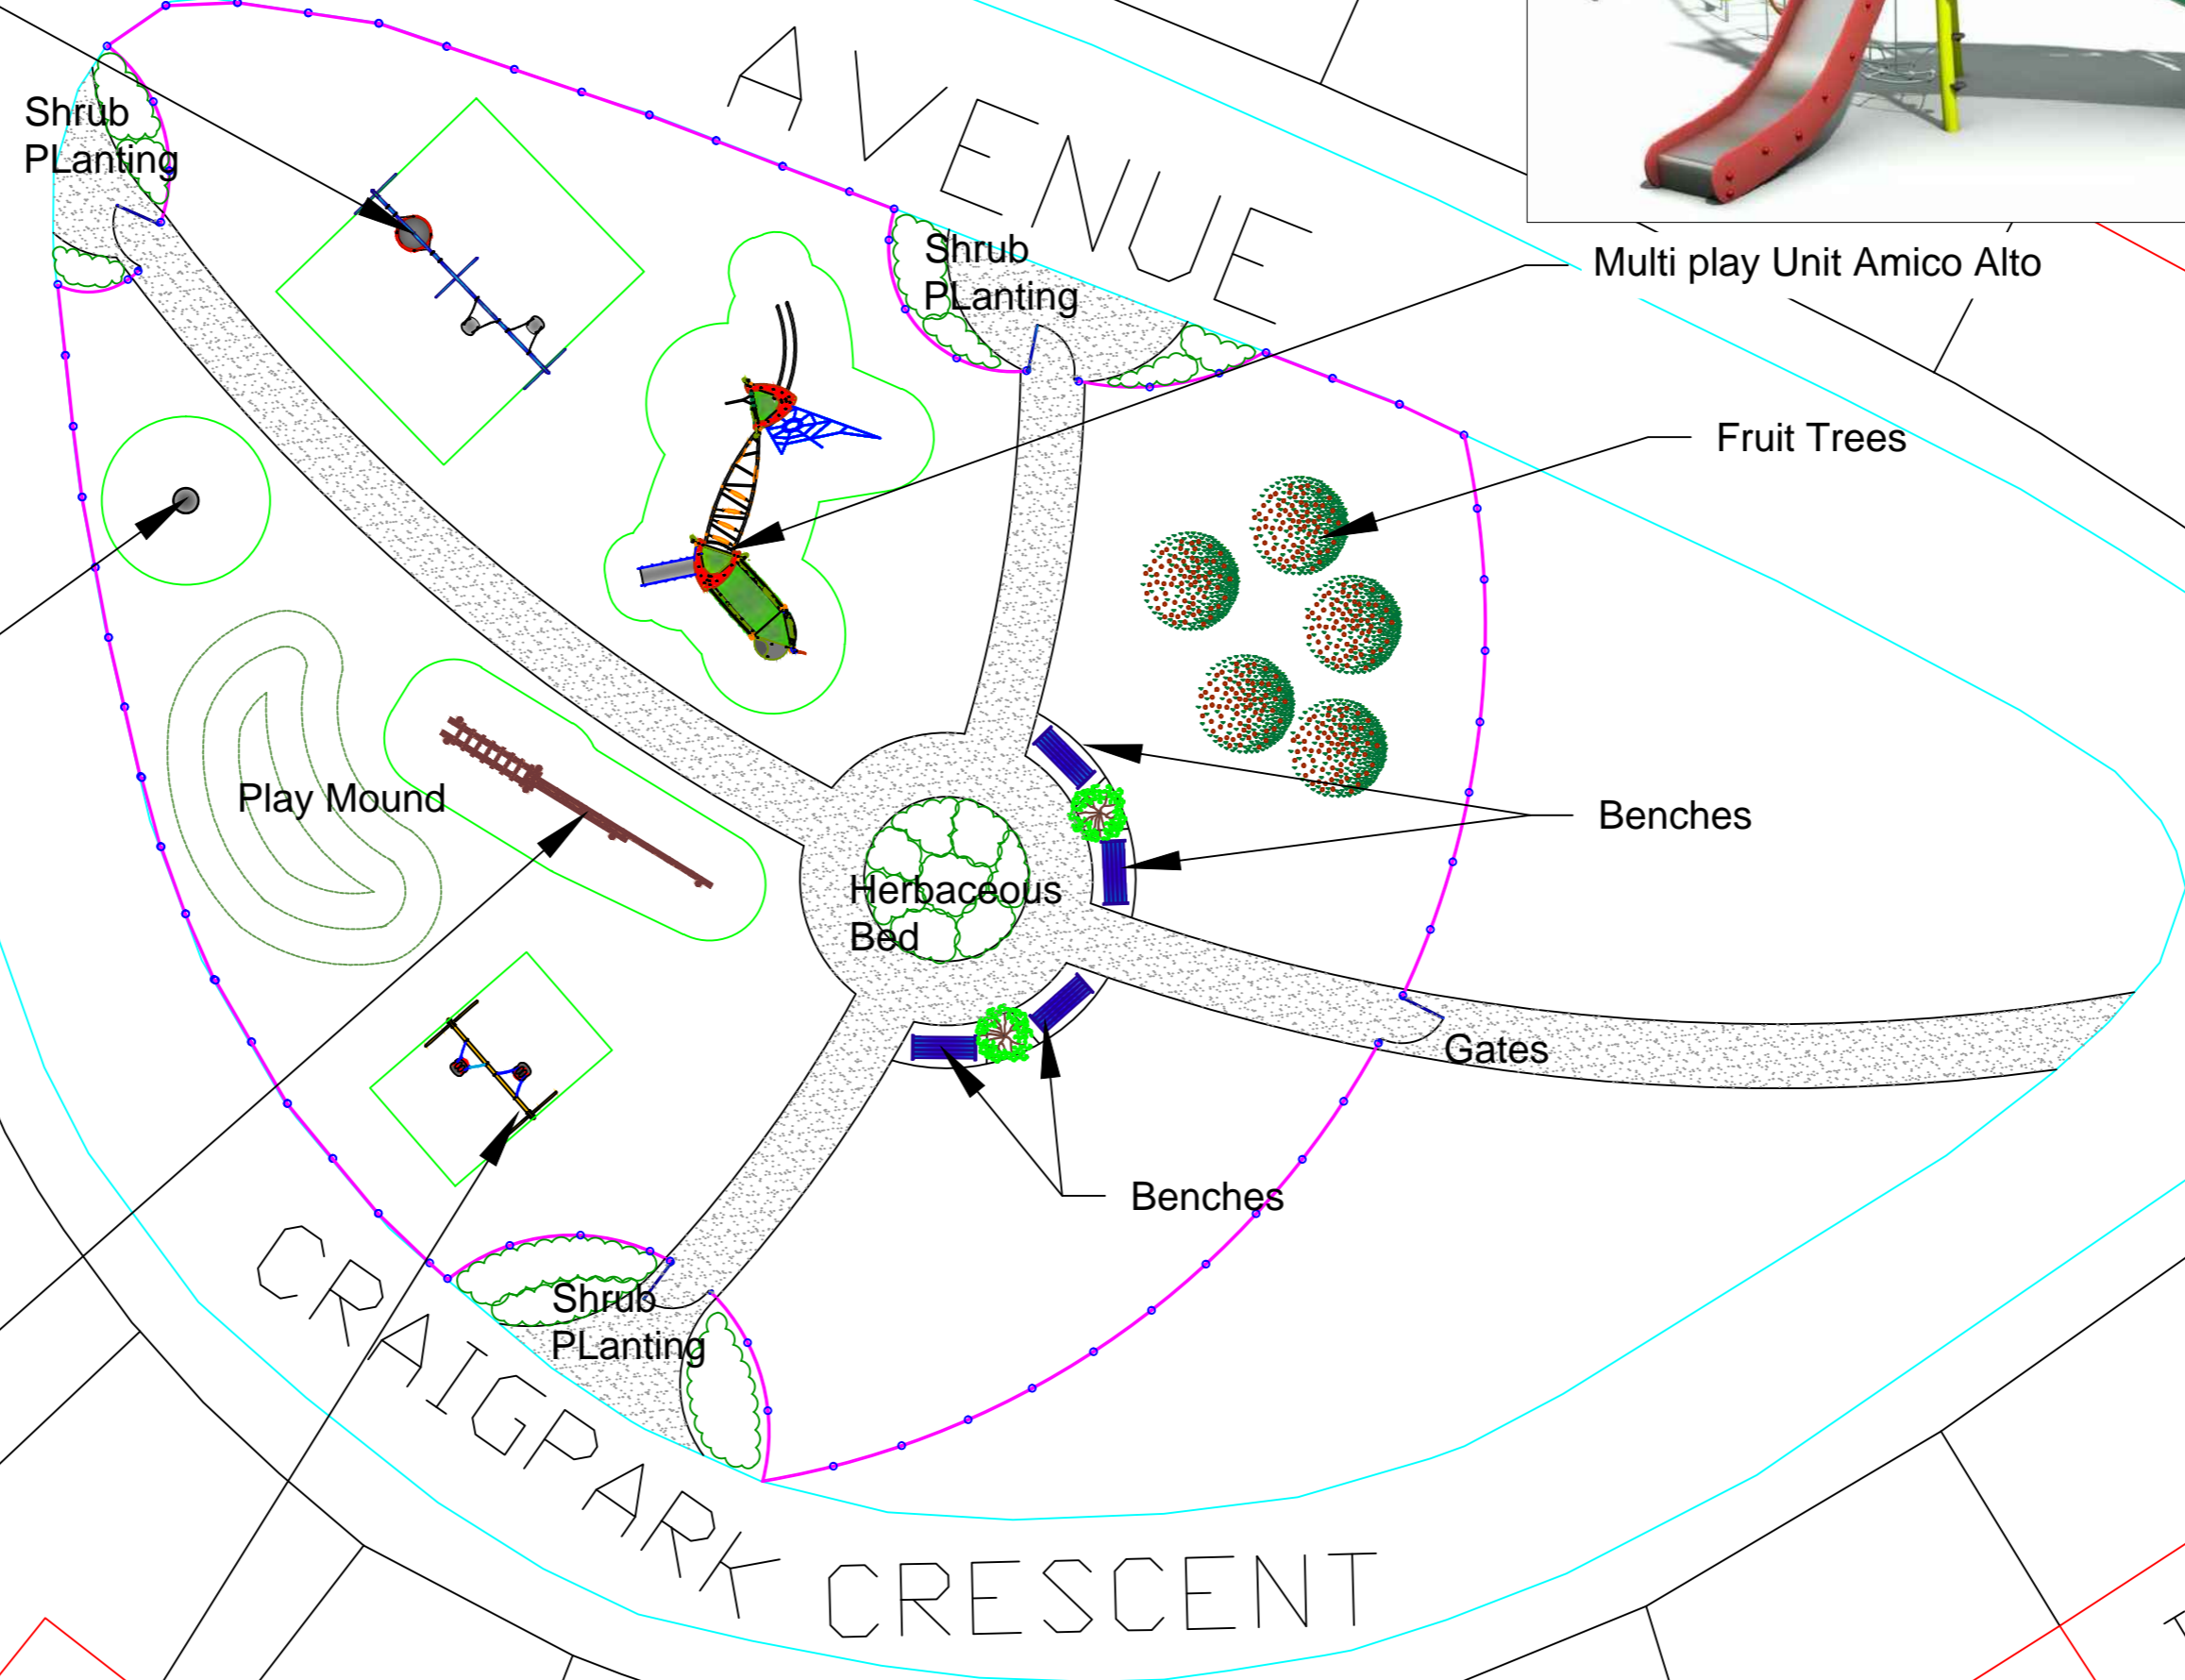 AVENUE
Shrub
PLanting
Shrub
PLanting
Multi play Unit Amico Alto
Fruit Trees
Play Mound
Benches
Herbaceous
Bed
Gates
Benches
Shrub
PLanting
CRAIGPARK CRESCENT